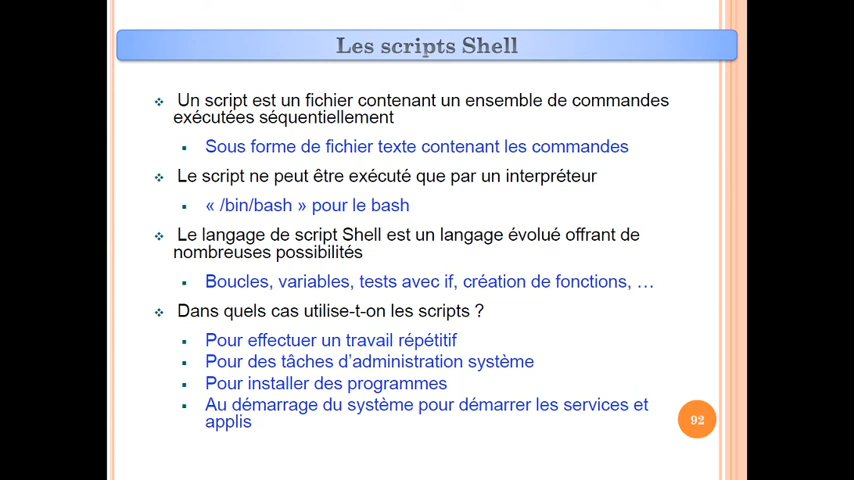 Les scripts Shell
❖ Un script est un fichier contenant un ensemble de commandes
exécutées séquentiellement
▪ Sous forme de fichier texte contenant les commandes
❖ Le script ne peut être exécuté que par un interpréteur
▪ « /bin/bash » pour le bash
❖ Le langage de script Shell est un langage évolué offrant de
nombreuses possibilités
▪ Boucles, variables, tests avec if, création de fonctions, …
❖ Dans quels cas utilise-t-on les scripts ?
▪ Pour effectuer un travail répétitif
▪ Pour des tâches d’administration système
▪ Pour installer des programmes
▪ Au démarrage du système pour démarrer les services et
applis
92